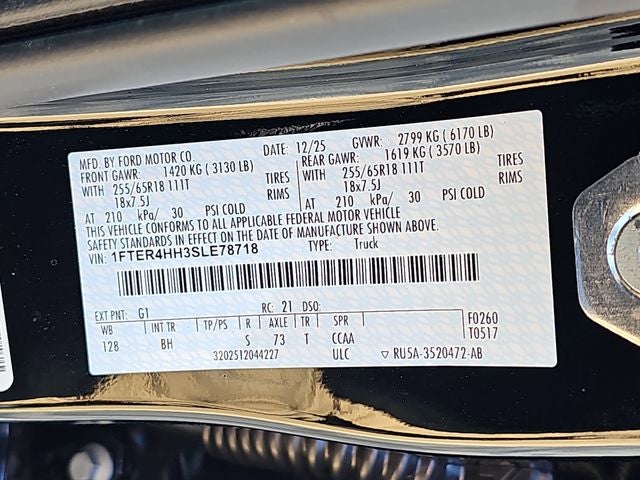 MFD. BY FORD MOTOR CO. DATE: 12/25 GVWR: 2799 KG ( 6170 LB)
FRONT GAWR: 1420 KG ( 3130 LB) REAR GAWR: 1619 KG ( 3570 LB)
WITH 255/65R18 111T TIRES WITH 255/65R18 111T TIRES
18x7.5J RIMS 18x7.5J RIMS
AT 210 kPa/ 30 PSI COLD AT 210 kPa/ 30 PSI COLD
THIS VEHICLE CONFORMS TO ALL APPLICABLE FEDERAL MOTOR VEHICLE
SAFETY STANDARDS IN EFFECT ON THE DATE OF MANUFACTURE SHOWN ABOVE
VIN: 1FTER4HH3SLE78718 TYPE: Truck
EXT PNT: G1 RC: 21 DSO:
WB INT TR TP/PS R AXLE TR SPR F0260
128 BH S 73 T CCAA T0517
3202512044227 ULC ▽ RU5A-3520472-AB